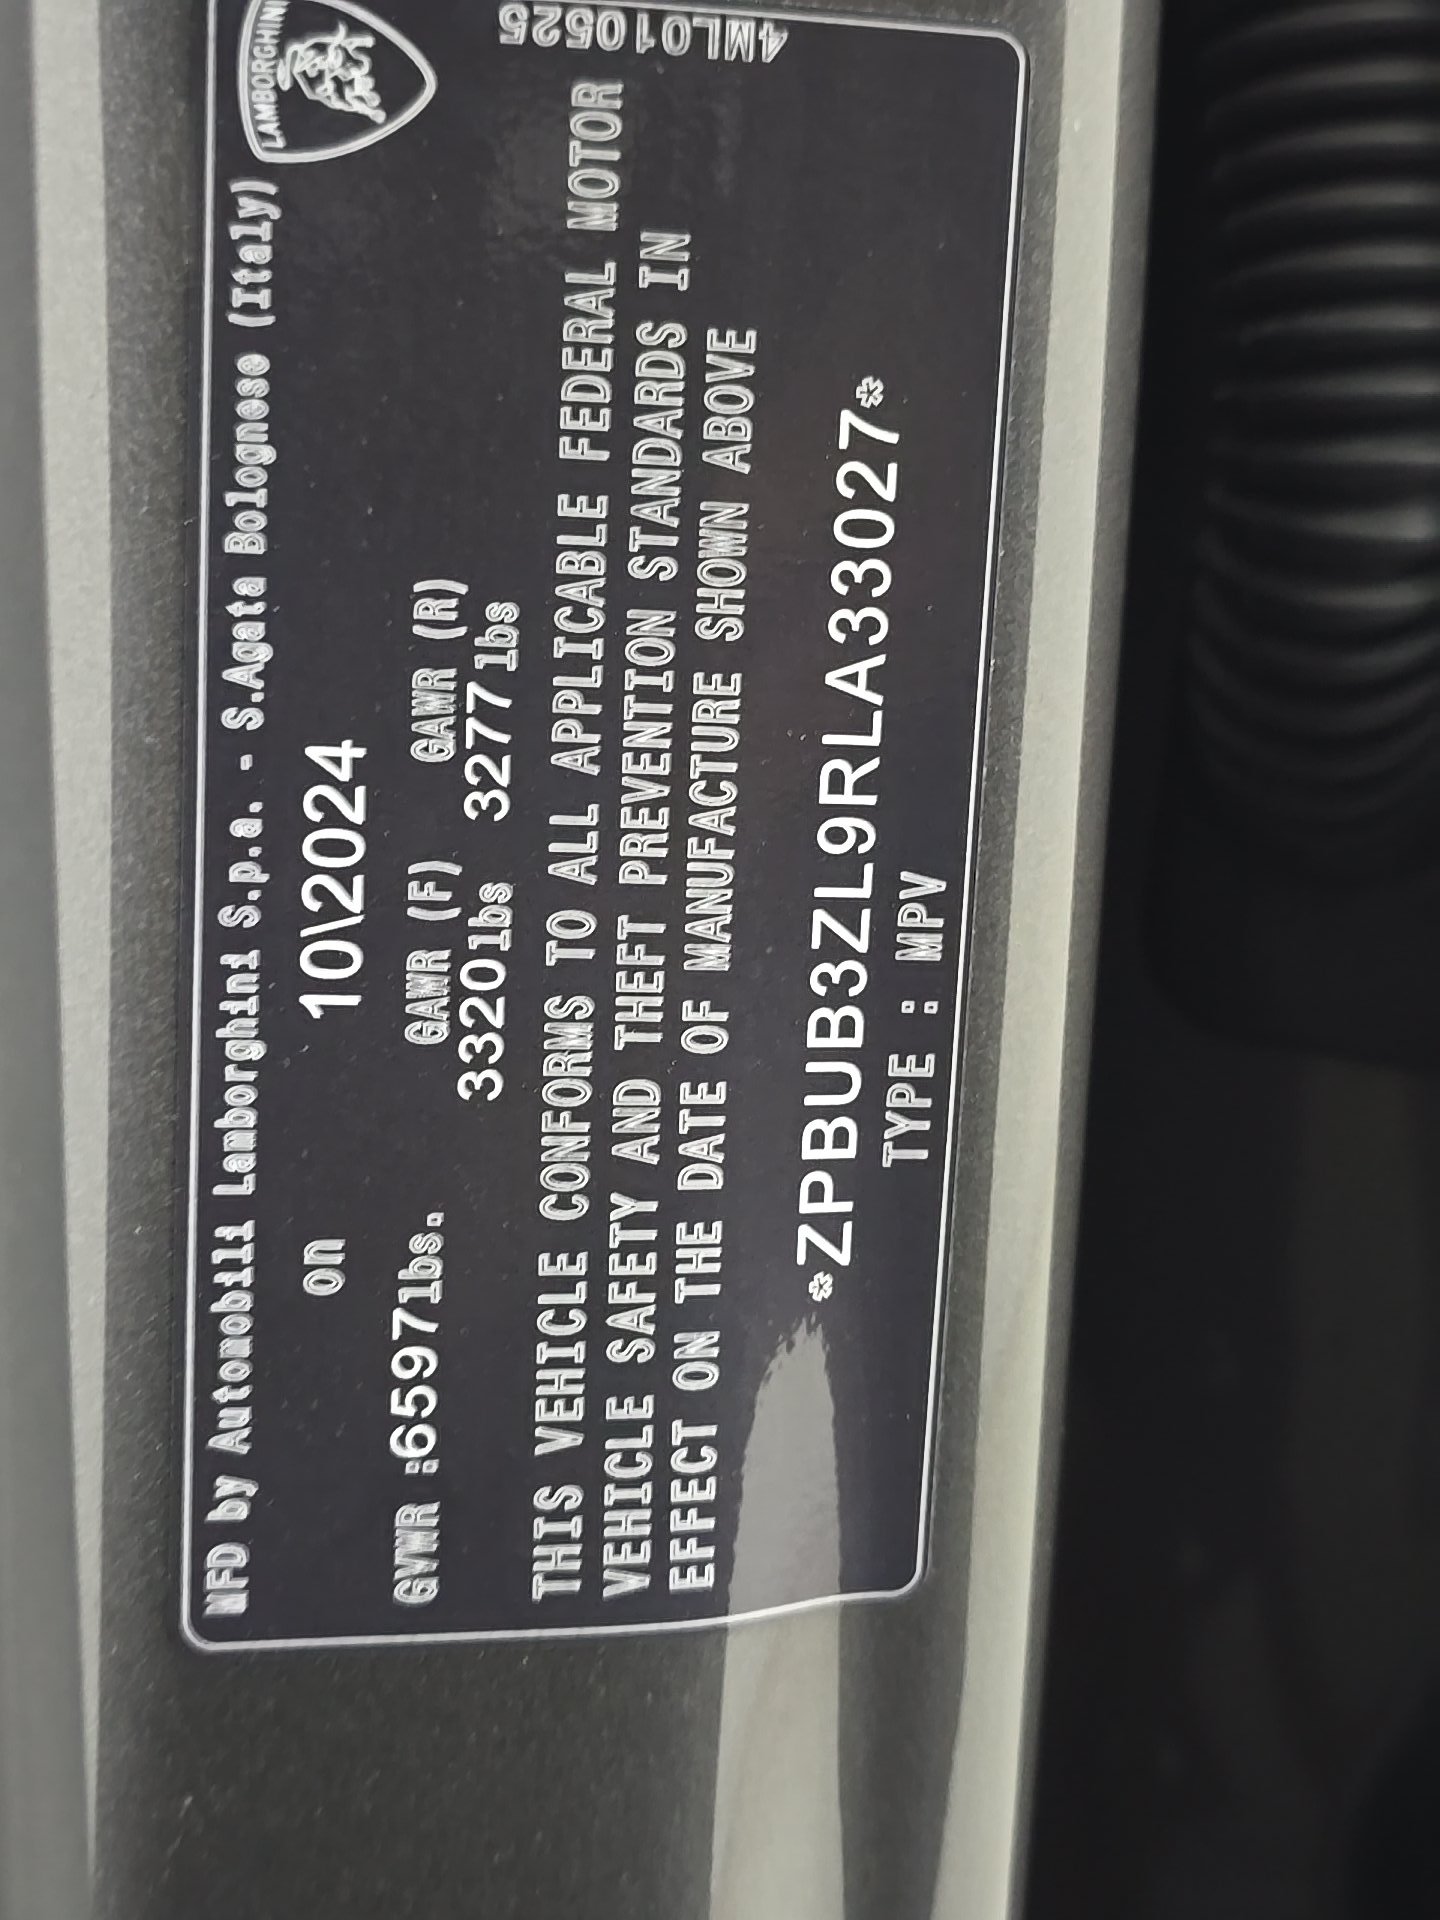 MFD by Automobili Lamborghini S.p.a. - S.Agata Bolognese (Italy)
LAMBORGHINI
on 10\2024
GVWR :6597lbs.
GAWR (F) GAWR (R)
3320lbs 3277lbs
THIS VEHICLE CONFORMS TO ALL APPLICABLE FEDERAL MOTOR
VEHICLE SAFETY AND THEFT PREVENTION STANDARDS IN
EFFECT ON THE DATE OF MANUFACTURE SHOWN ABOVE
*ZPBUB3ZL9RLA33027*
TYPE : MPV
4ML010525